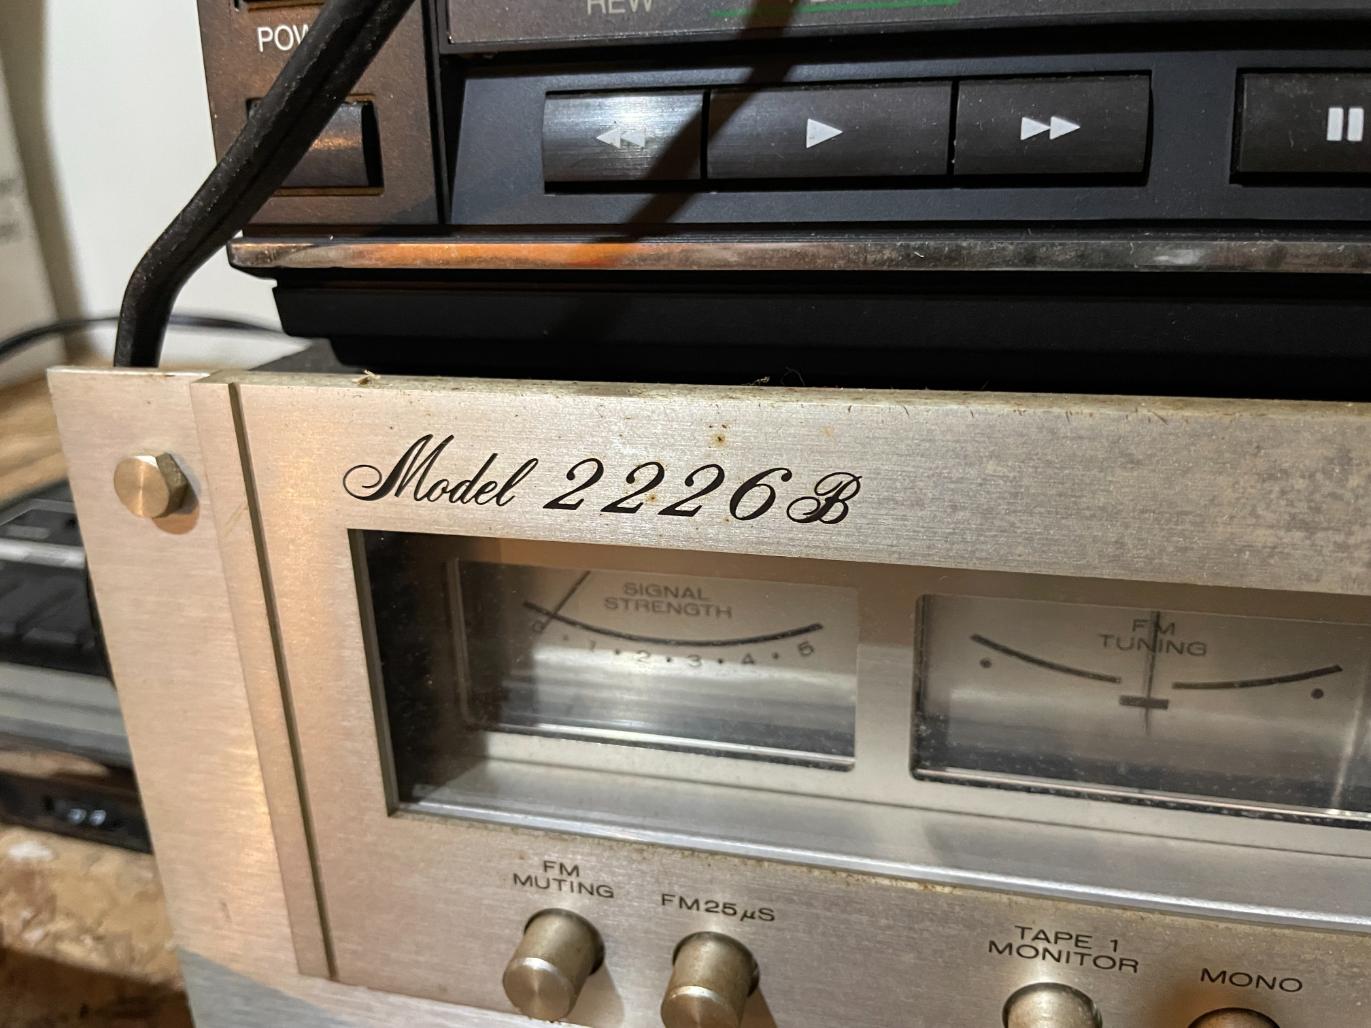 REW
Model 2226B
SIGNAL
STRENGTH
0 1 2 3 4 5
FM
TUNING
FM
MUTING
FM25µS
TAPE 1
MONITOR
MONO